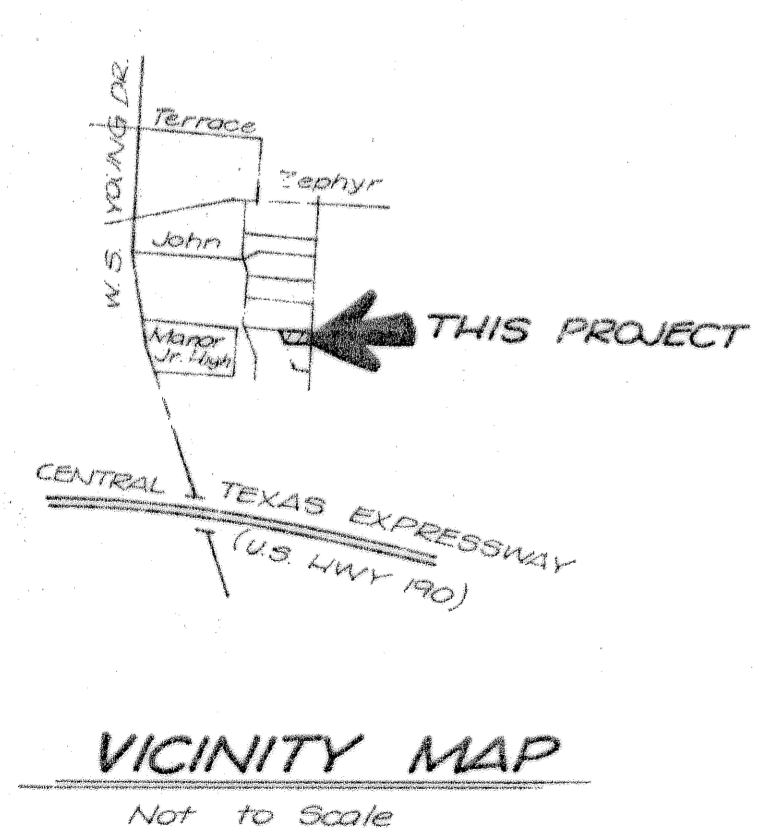 W.S. YOUNG DR.
Terrace
Zephyr
John
THIS PROJECT
Manor
Jr. High
CENTRAL TEXAS EXPRESSWAY
(U.S. HWY 190)
VICINITY MAP
Not to Scale